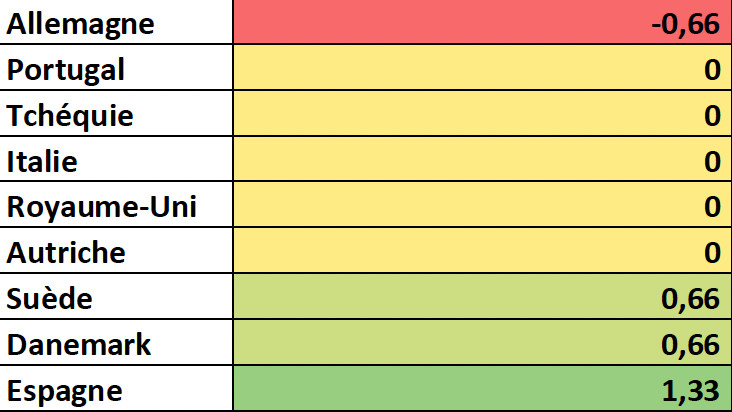 Allemagne -0,66
Portugal 0
Tchéquie 0
Italie 0
Royaume-Uni 0
Autriche 0
Suède 0,66
Danemark 0,66
Espagne 1,33